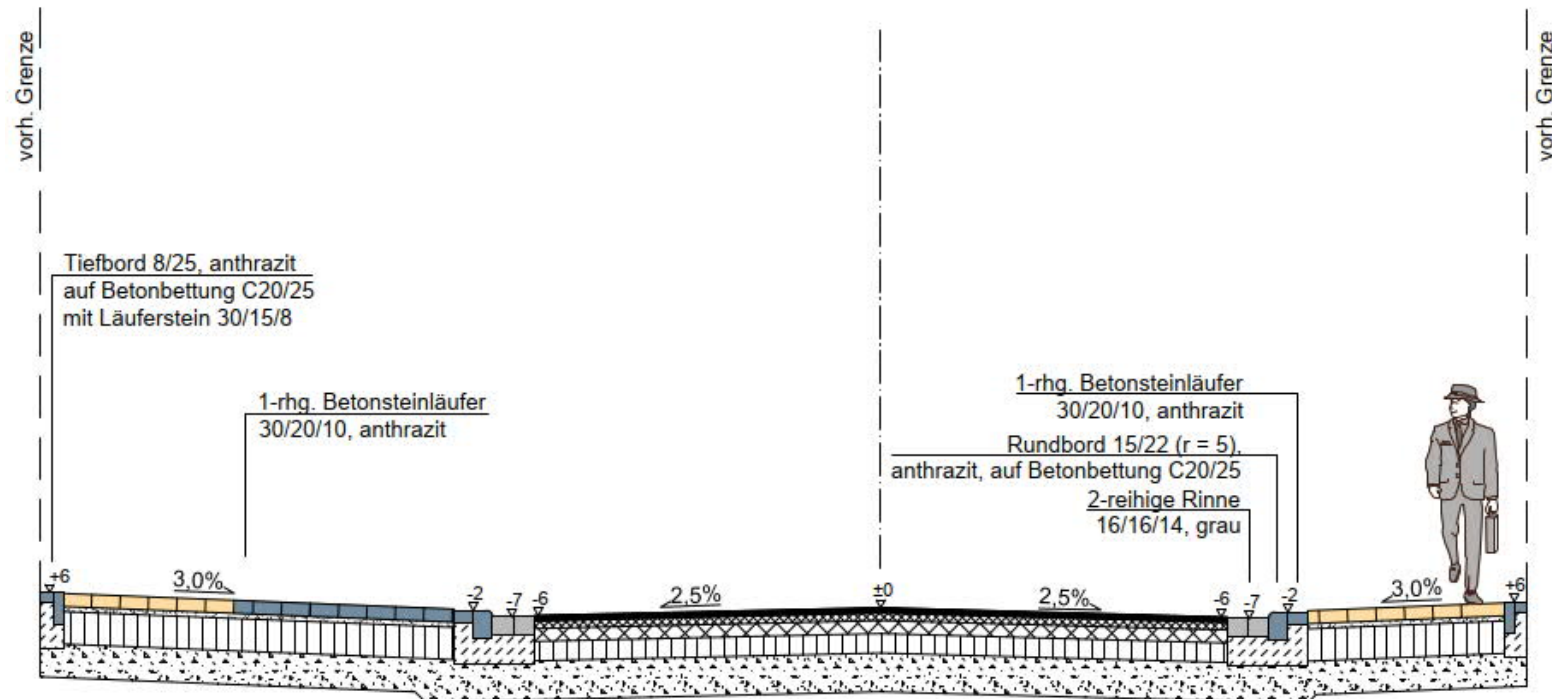 vorh. Grenze
vorh. Grenze
Tiefbord 8/25, anthrazit
auf Betonbettung C20/25
mit Läuferstein 30/15/8
1-rhg. Betonsteinläufer
30/20/10, anthrazit
1-rhg. Betonsteinläufer
30/20/10, anthrazit
Rundbord 15/22 (r = 5),
anthrazit, auf Betonbettung C20/25
2-reihige Rinne
16/16/14, grau
+6
3,0%
-2
-7
-6
2,5%
±0
2,5%
-6
-7
-2
3,0%
+6